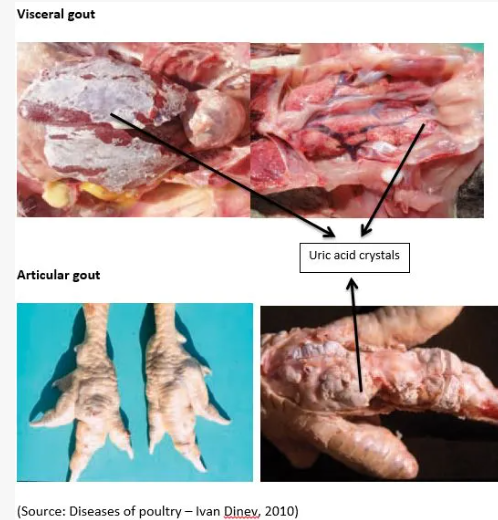 Visceral gout
Uric acid crystals
Articular gout
(Source: Diseases of poultry – Ivan Dinev, 2010)